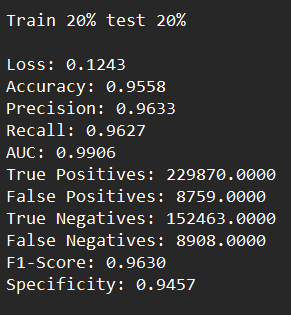 Train 20% test 20%
Loss: 0.1243
Accuracy: 0.9558
Precision: 0.9633
Recall: 0.9627
AUC: 0.9906
True Positives: 229870.0000
False Positives: 8759.0000
True Negatives: 152463.0000
False Negatives: 8908.0000
F1-Score: 0.9630
Specificity: 0.9457